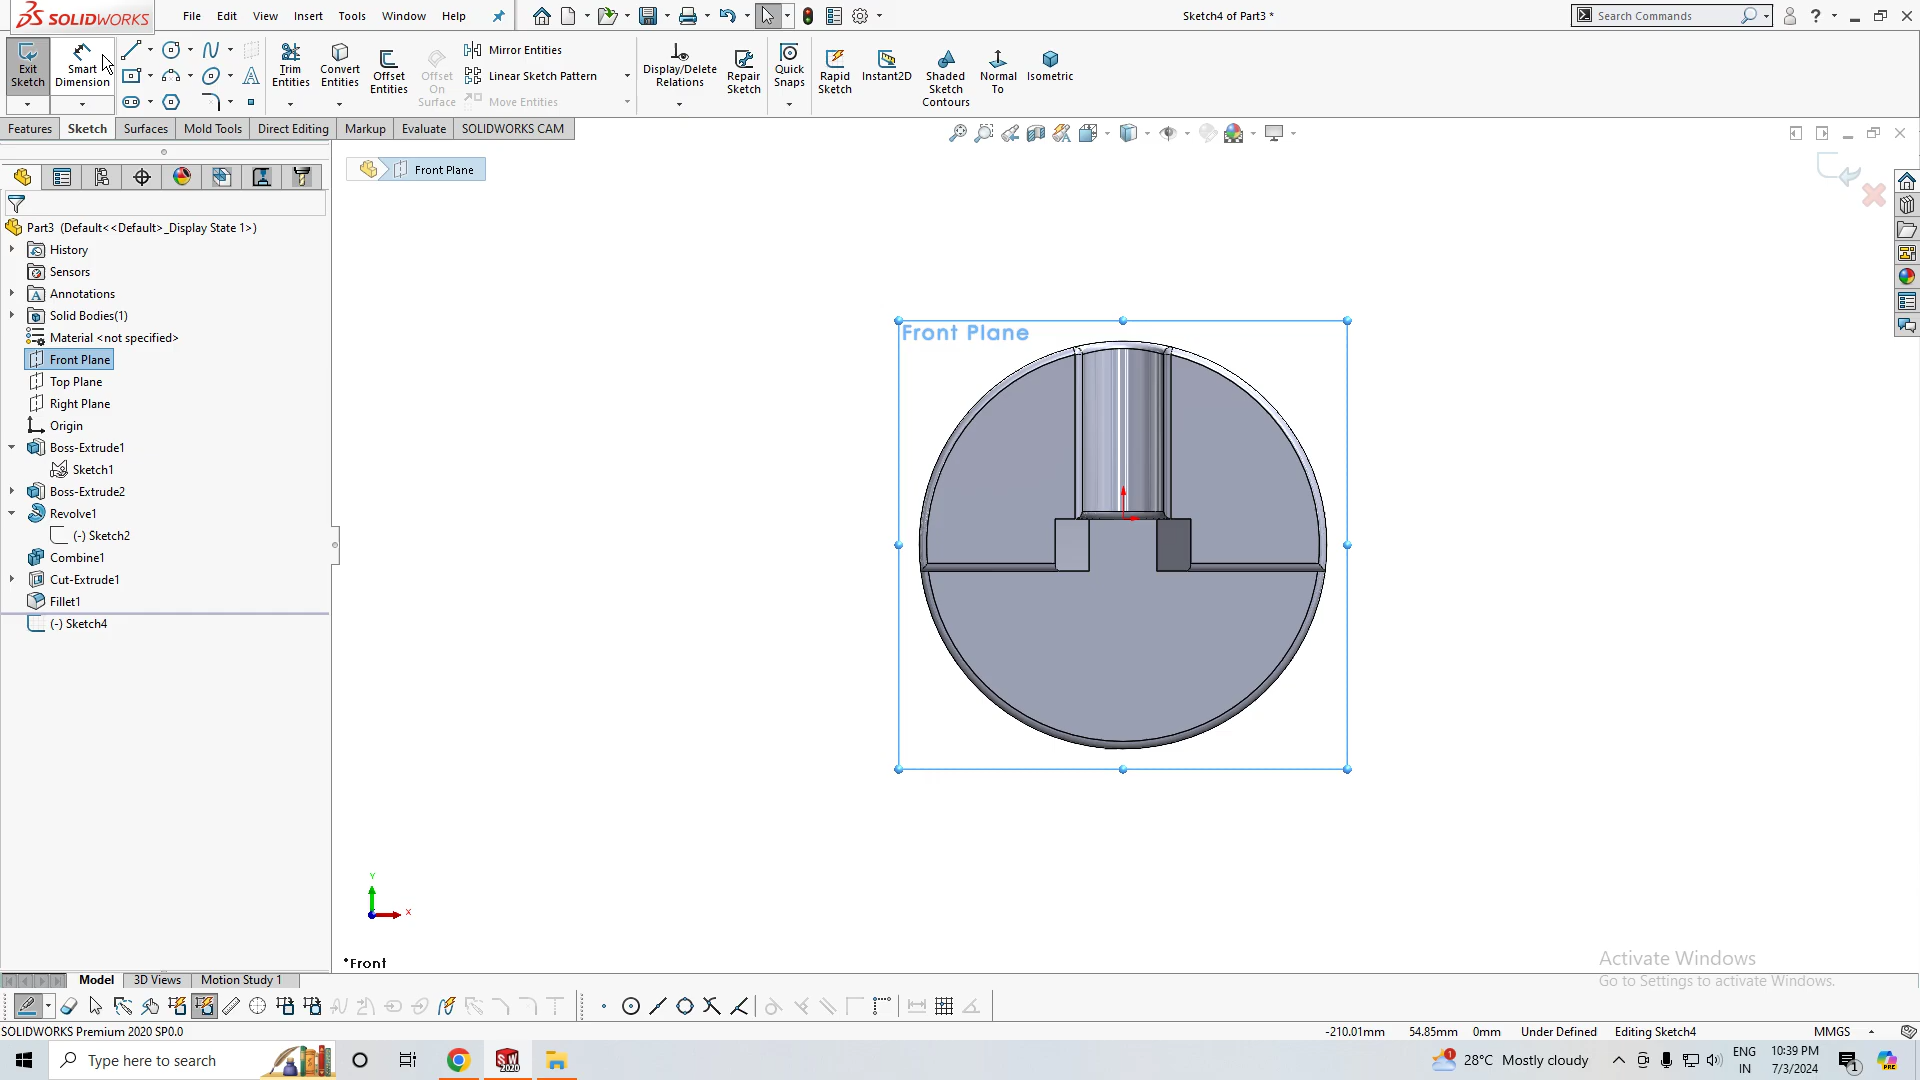 SOLIDWORKS File Edit View Insert Tools Window Help Sketch4 of Part3 * Search Commands
Exit Sketch
Smart Dimension
Trim Entities
Convert Entities
Offset Entities
Offset On Surface
Mirror Entities
Linear Sketch Pattern
Move Entities
Display/Delete Relations
Repair Sketch
Quick Snaps
Rapid Sketch
Instant2D
Shaded Sketch Contours
Normal To
Isometric
Features Sketch Surfaces Mold Tools Direct Editing Markup Evaluate SOLIDWORKS CAM
Front Plane
Part3 (Default<<Default>_Display State 1>)
History
Sensors
Annotations
Solid Bodies(1)
Material <not specified>
Front Plane
Top Plane
Right Plane
Origin
Boss-Extrude1
Sketch1
Boss-Extrude2
Revolve1
(-) Sketch2
Combine1
Cut-Extrude1
Fillet1
(-) Sketch4
Front Plane
Y
X
*Front
Activate Windows
Go to Settings to activate Windows.
Model 3D Views Motion Study 1
SOLIDWORKS Premium 2020 SP0.0 -210.01mm 54.85mm 0mm Under Defined Editing Sketch4 MMGS
Type here to search 28°C Mostly cloudy ENG IN 10:39 PM 7/3/2024